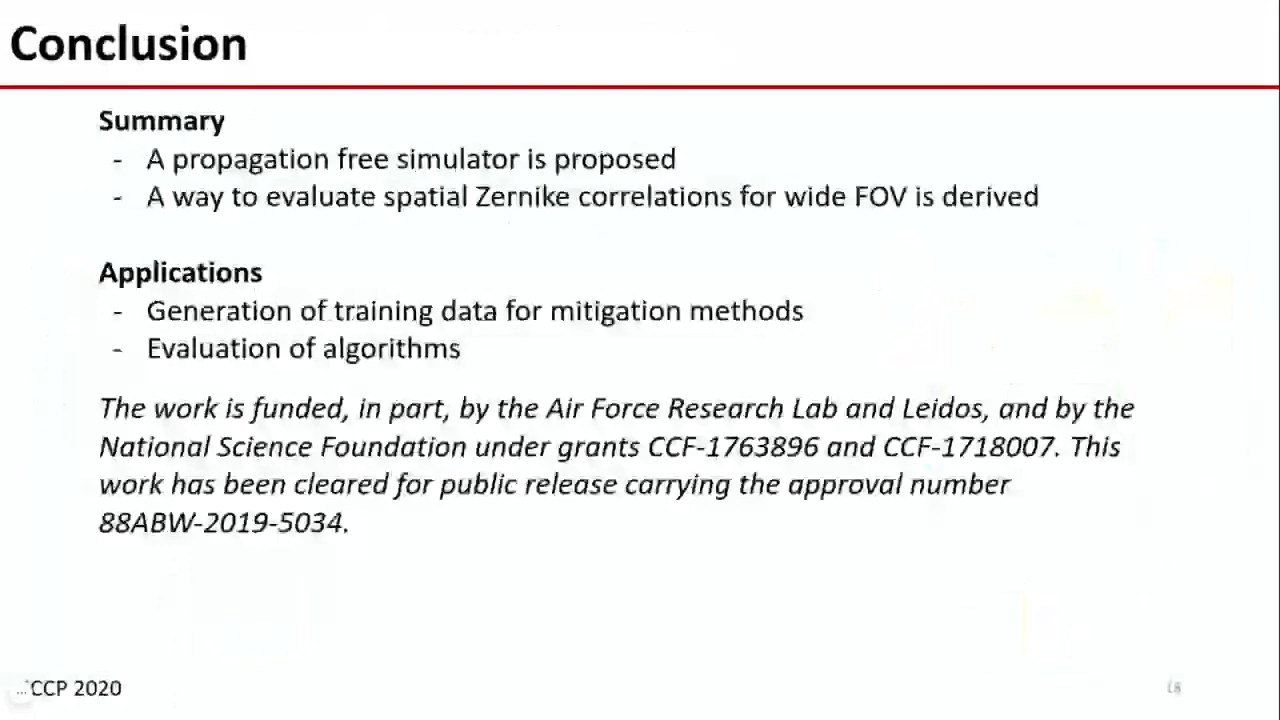 Conclusion
Summary
- A propagation free simulator is proposed
- A way to evaluate spatial Zernike correlations for wide FOV is derived
Applications
- Generation of training data for mitigation methods
- Evaluation of algorithms
The work is funded, in part, by the Air Force Research Lab and Leidos, and by the
National Science Foundation under grants CCF-1763896 and CCF-1718007. This
work has been cleared for public release carrying the approval number
88ABW-2019-5034.
CCP 2020